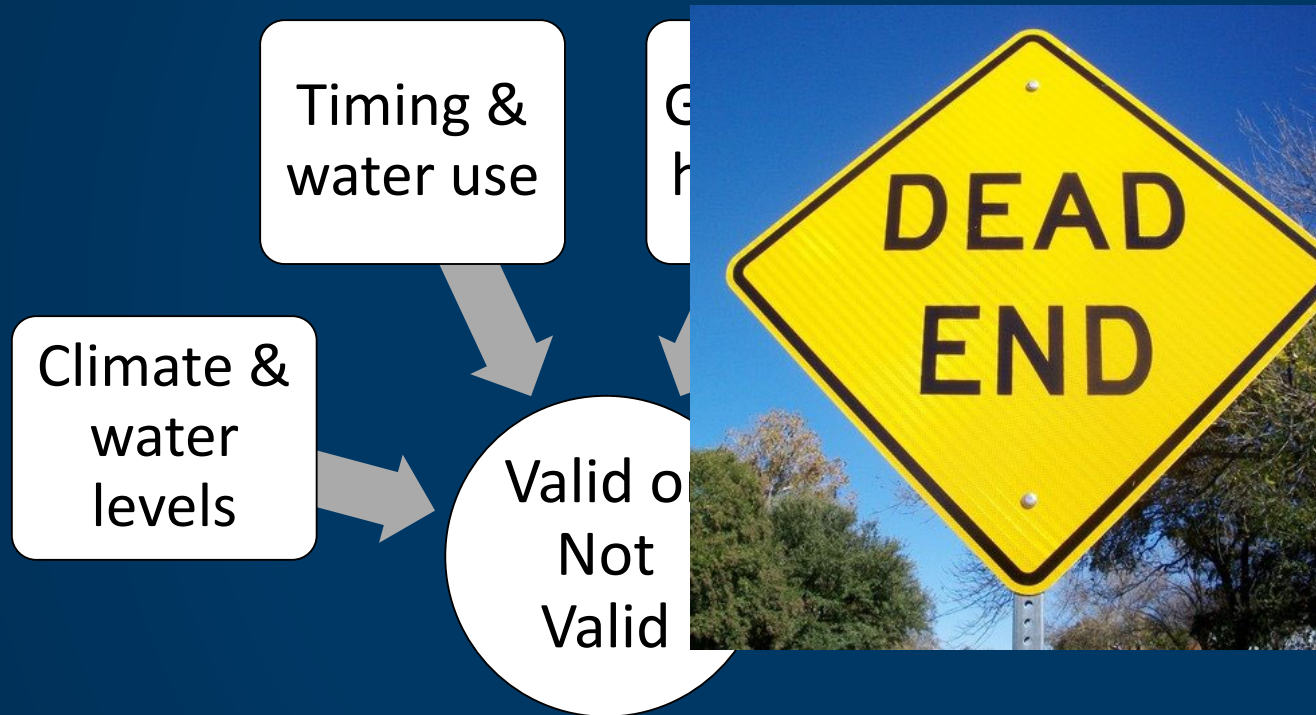 Timing &
water use
Climate &
water
levels
Valid or
Not
Valid
DEAD
END